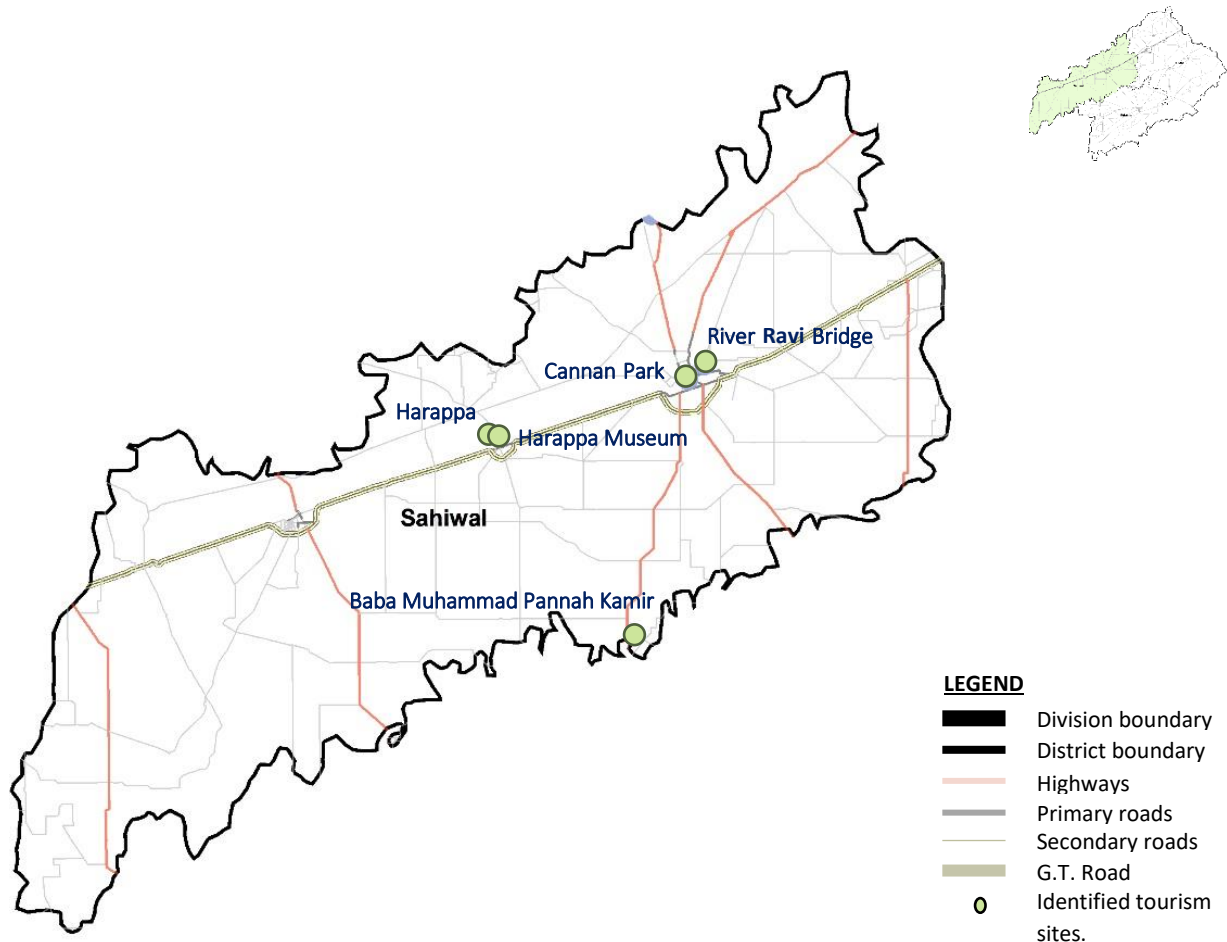 River Ravi Bridge
Cannan Park
Harappa
Harappa Museum
Sahiwal
Baba Muhammad Pannah Kamir
LEGEND
Division boundary
District boundary
Highways
Primary roads
Secondary roads
G.T. Road
Identified tourism
sites.